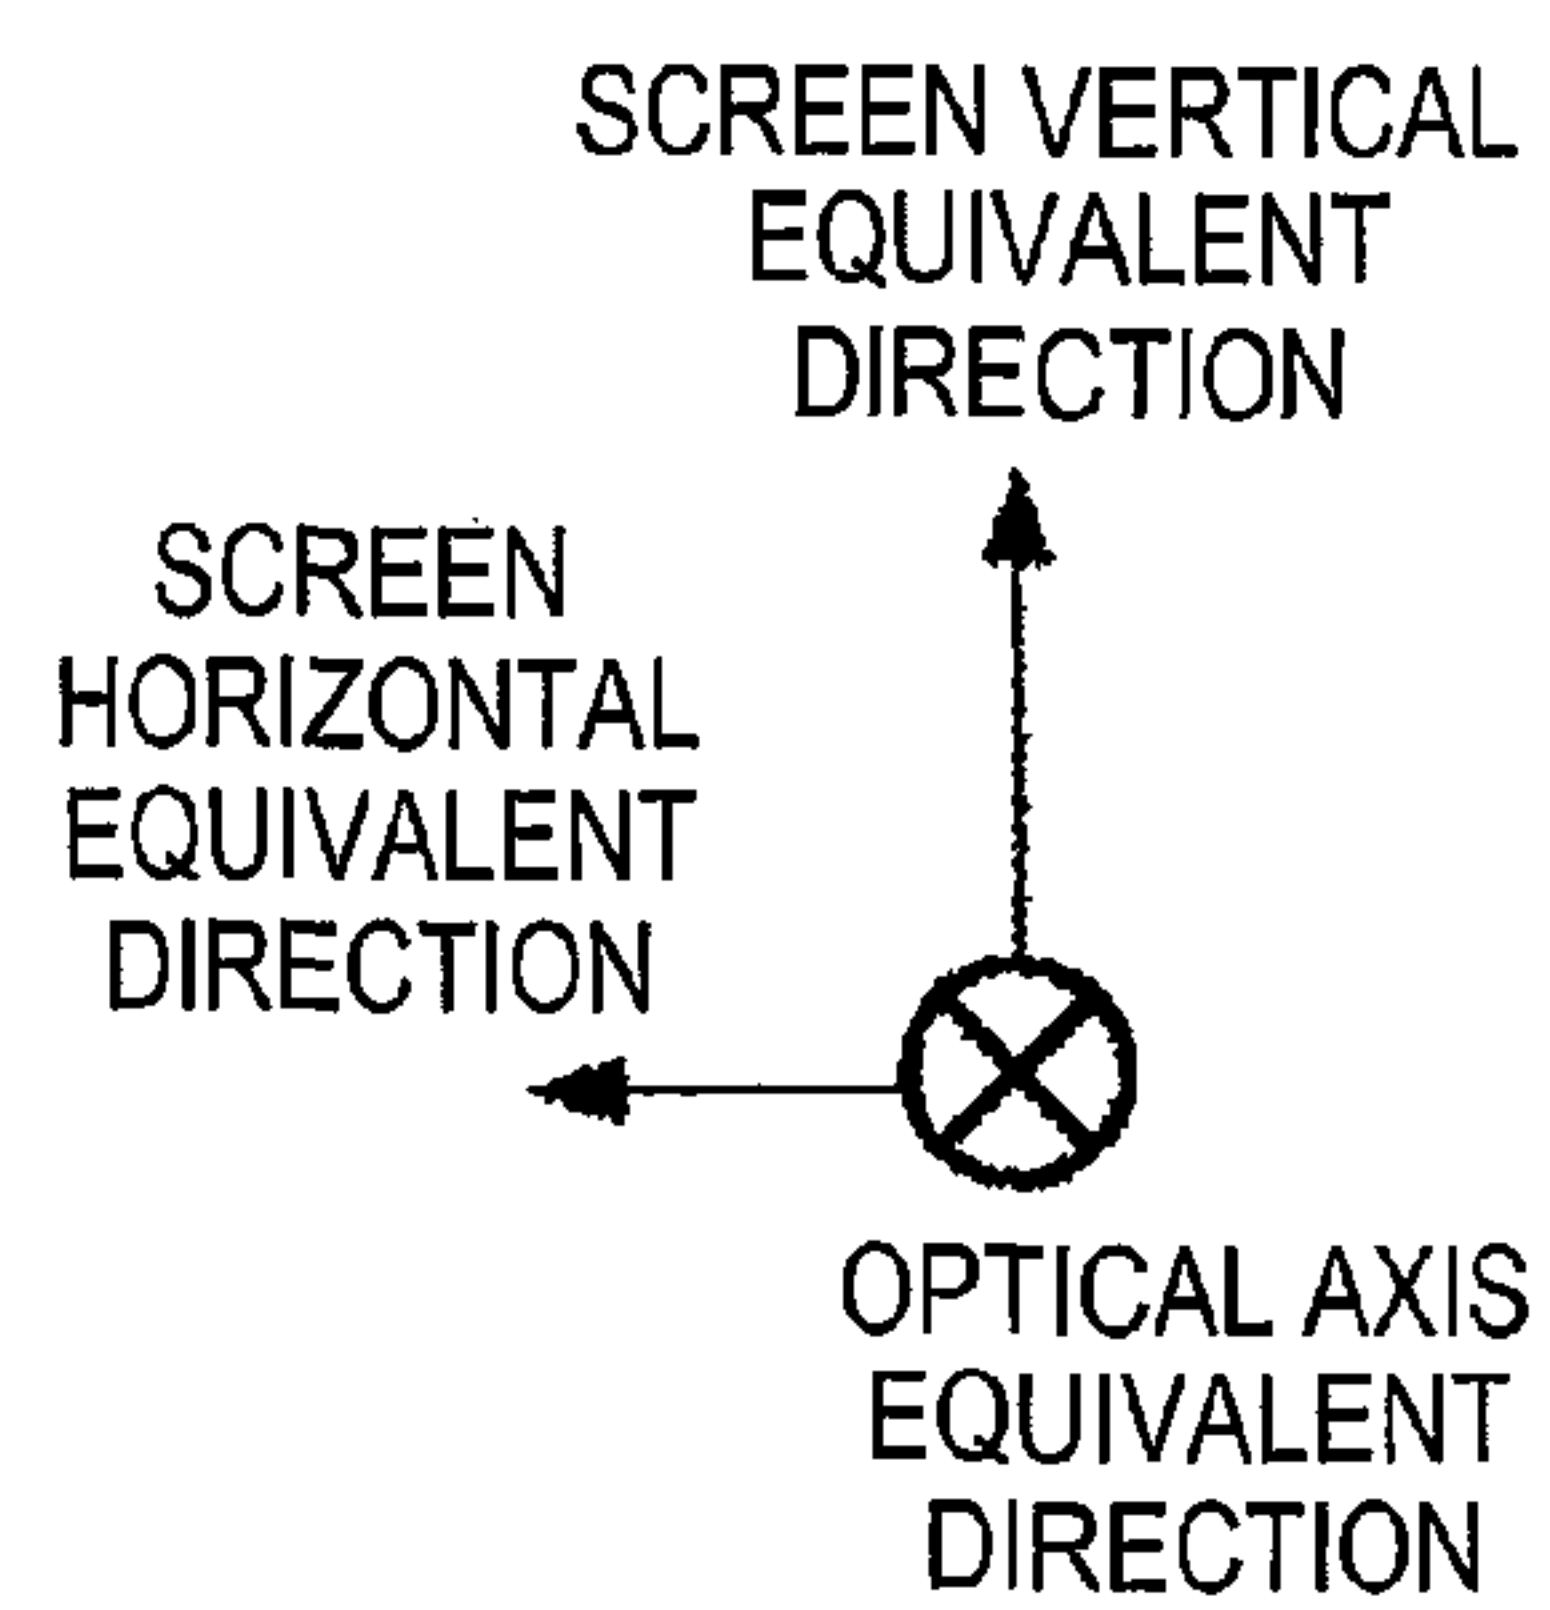 SCREEN VERTICAL
EQUIVALENT
DIRECTION
SCREEN
HORIZONTAL
EQUIVALENT
DIRECTION
OPTICAL AXIS
EQUIVALENT
DIRECTION